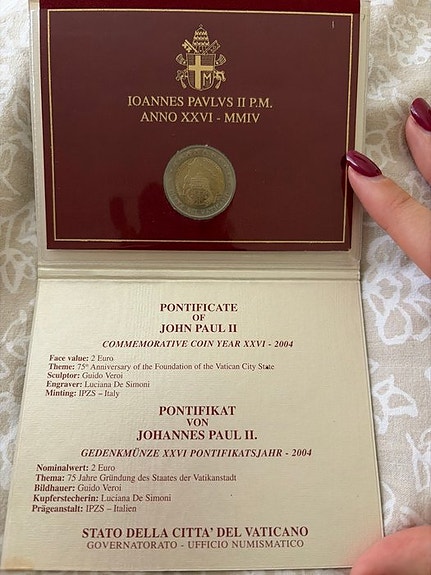 IOANNES PAVLVS II P.M.
ANNO XXVI - MMIV
PONTIFICATE
OF
JOHN PAUL II
COMMEMORATIVE COIN YEAR XXVI - 2004
Face value: 2 Euro
Theme: 75º Anniversary of the Foundation of the Vatican City State
Sculptor: Guido Veroi
Engraver: Luciana De Simoni
Minting: IPZS – Italy
PONTIFIKAT
VON
JOHANNES PAUL II.
GEDENKMÜNZE XXVI PONTIFIKATSJAHR - 2004
Nominalwert: 2 Euro
Thema: 75 Jahre Gründung des Staates der Vatikanstadt
Bildhauer: Guido Veroi
Kupferstecherin: Luciana De Simoni
Prägeanstalt: IPZS – Italien
STATO DELLA CITTA' DEL VATICANO
GOVERNATORATO - UFFICIO NUMISMATICO